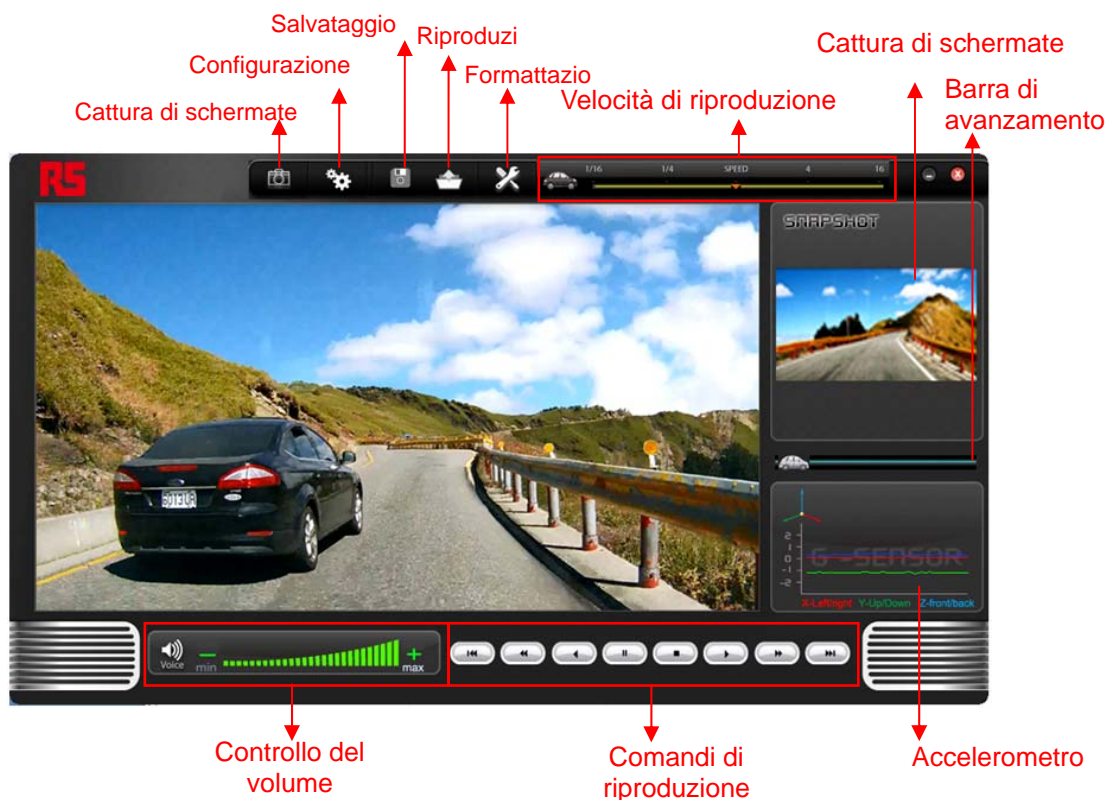 Salvataggio
Riproduzi
Cattura di schermate
Configurazione
Formattazio
Velocità di riproduzione
Barra di
avanzamento
Cattura di schermate
RS
1/16 1/4 SPEED 4 16
SNAPSHOT
2
1
0
-1
-2
G-SENSOR
X-Left/right Y-Up/Down Z-front/back
Voice
min
max
Controllo del
volume
Comandi di
riproduzione
Accelerometro